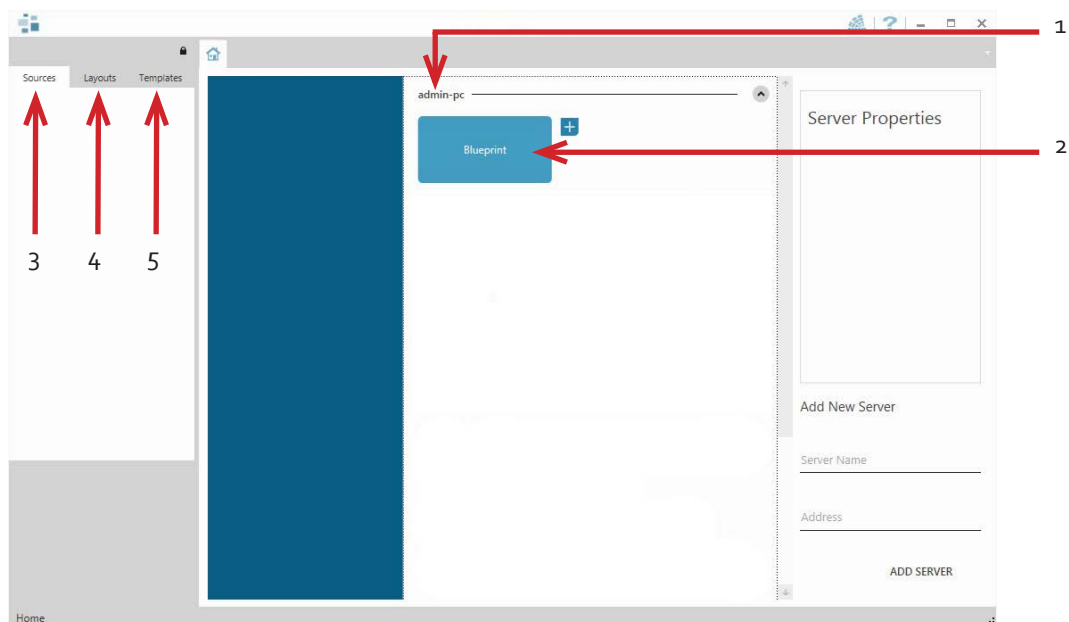 ? 1
Sources Layouts Templates
admin-pc
Server Properties
Blueprint + 2
3 4 5
Add New Server
Server Name
Address
ADD SERVER
Home